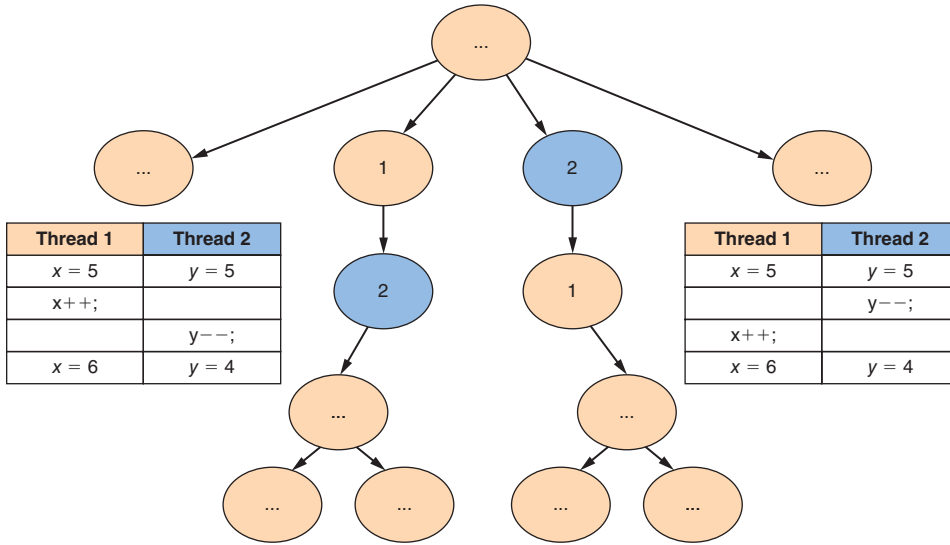 ...
... 1 2 ...
Thread 1 Thread 2
x = 5 y = 5
x++;
y−−;
x = 6 y = 4
2 1
Thread 1 Thread 2
x = 5 y = 5
y−−;
x++;
x = 6 y = 4
... ...
... ... ... ...